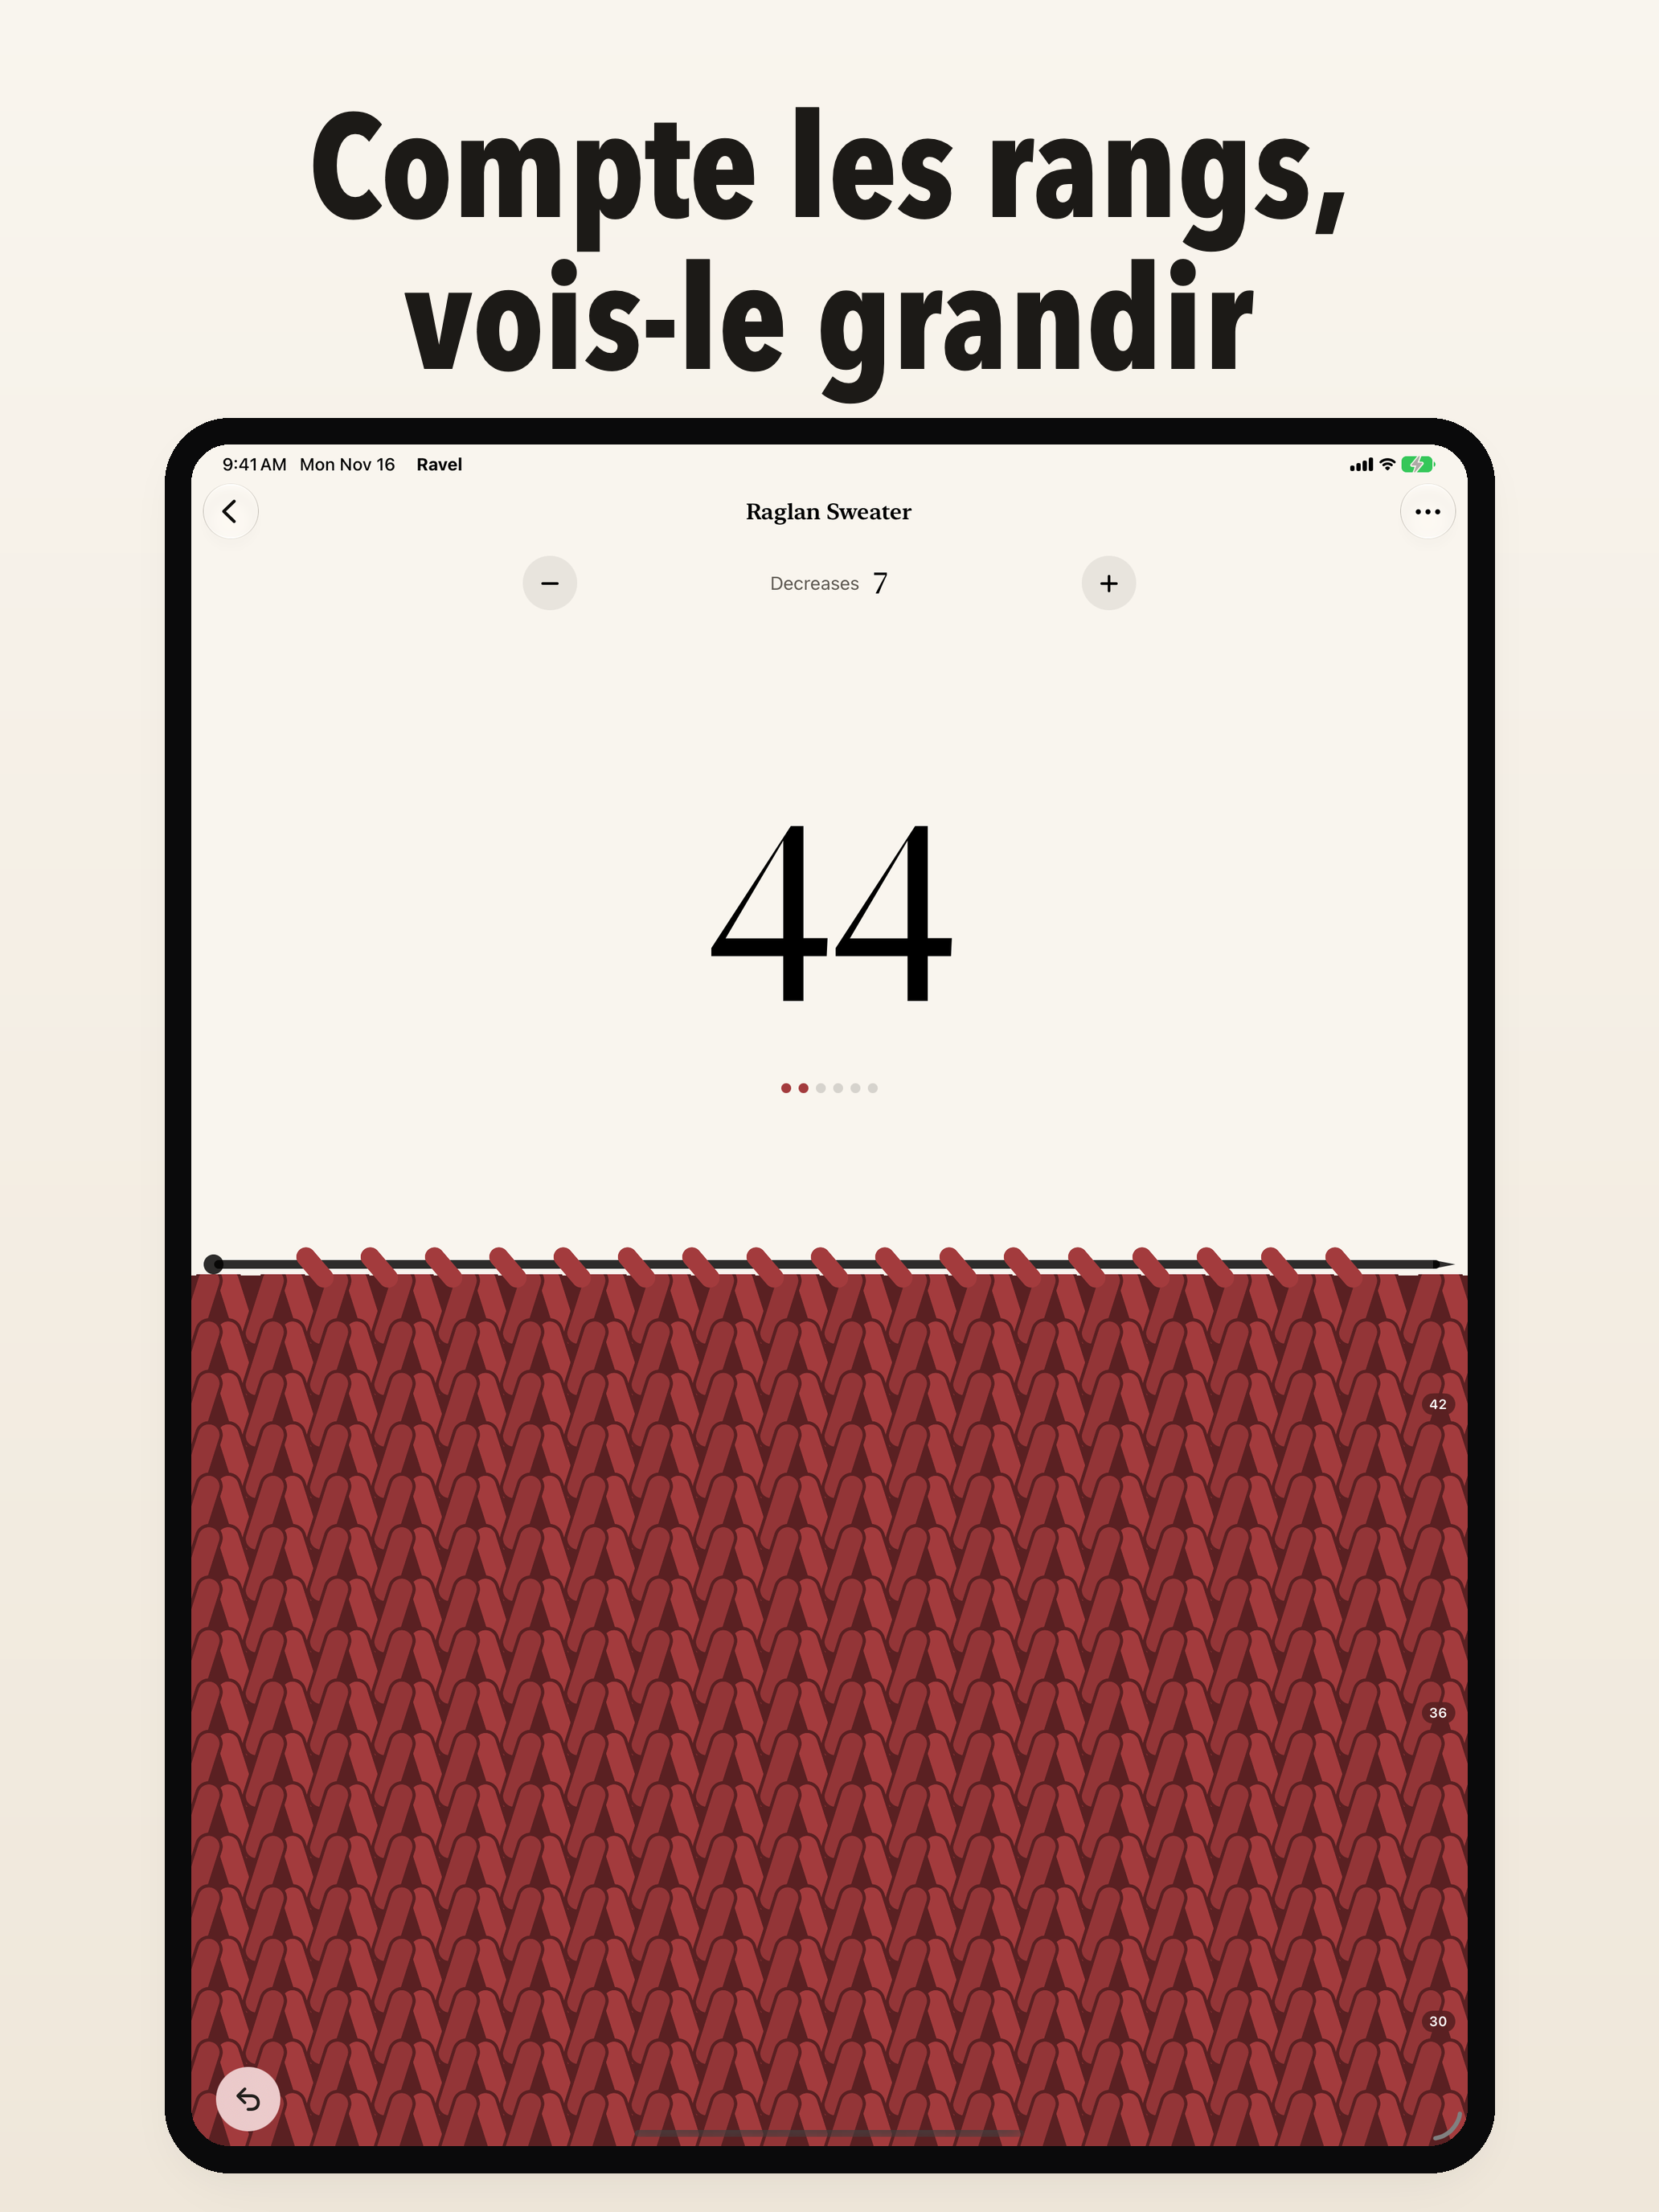 Compte les rangs,
vois-le grandir
9:41 AM Mon Nov 16 Ravel
Raglan Sweater
Decreases 7
44
42
36
30